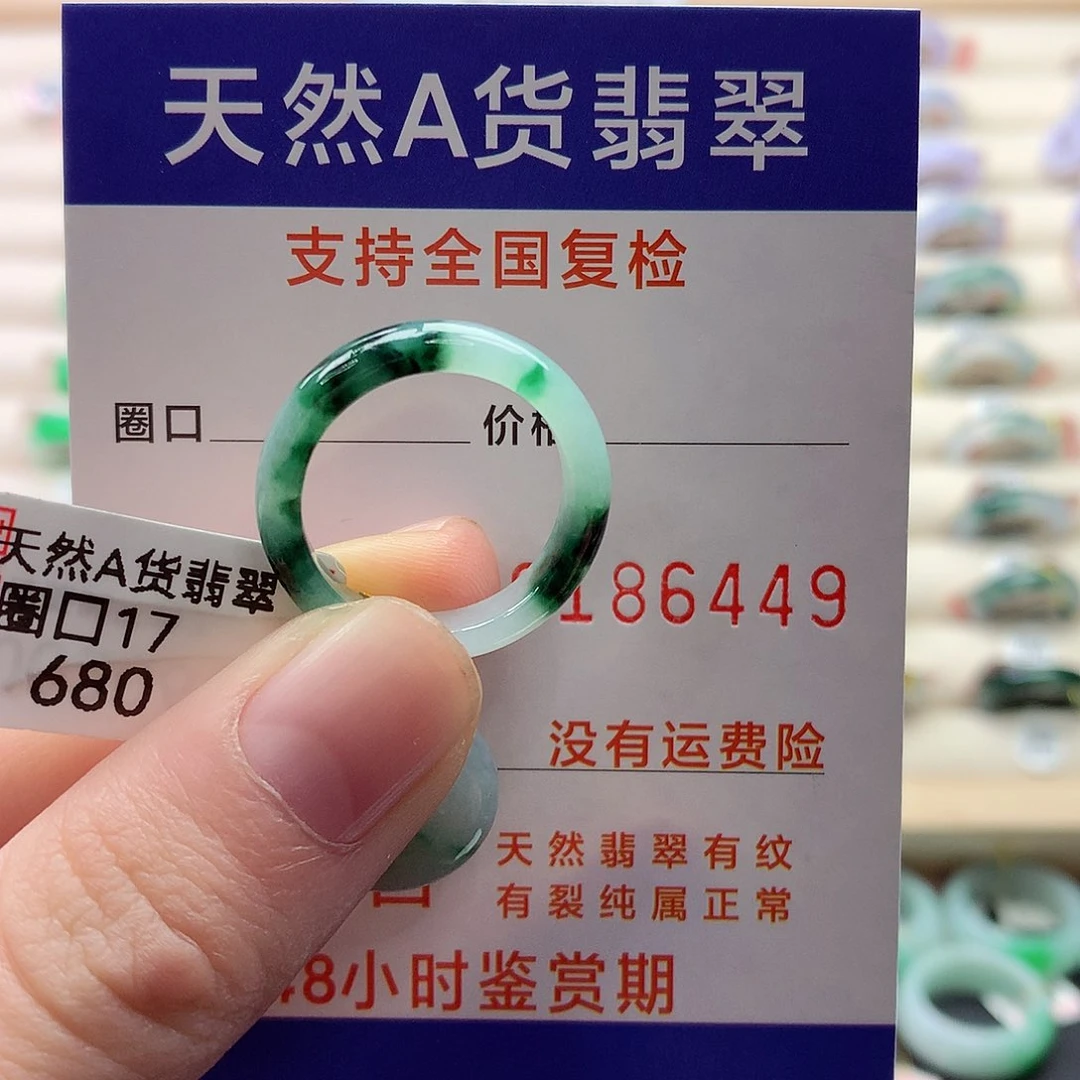 天然A货翡翠
支持全国复检
圈口 价格
186449
天然A货翡翠
圈口17
680
没有运费险
天然翡翠有纹
有裂纯属正常
48小时鉴赏期